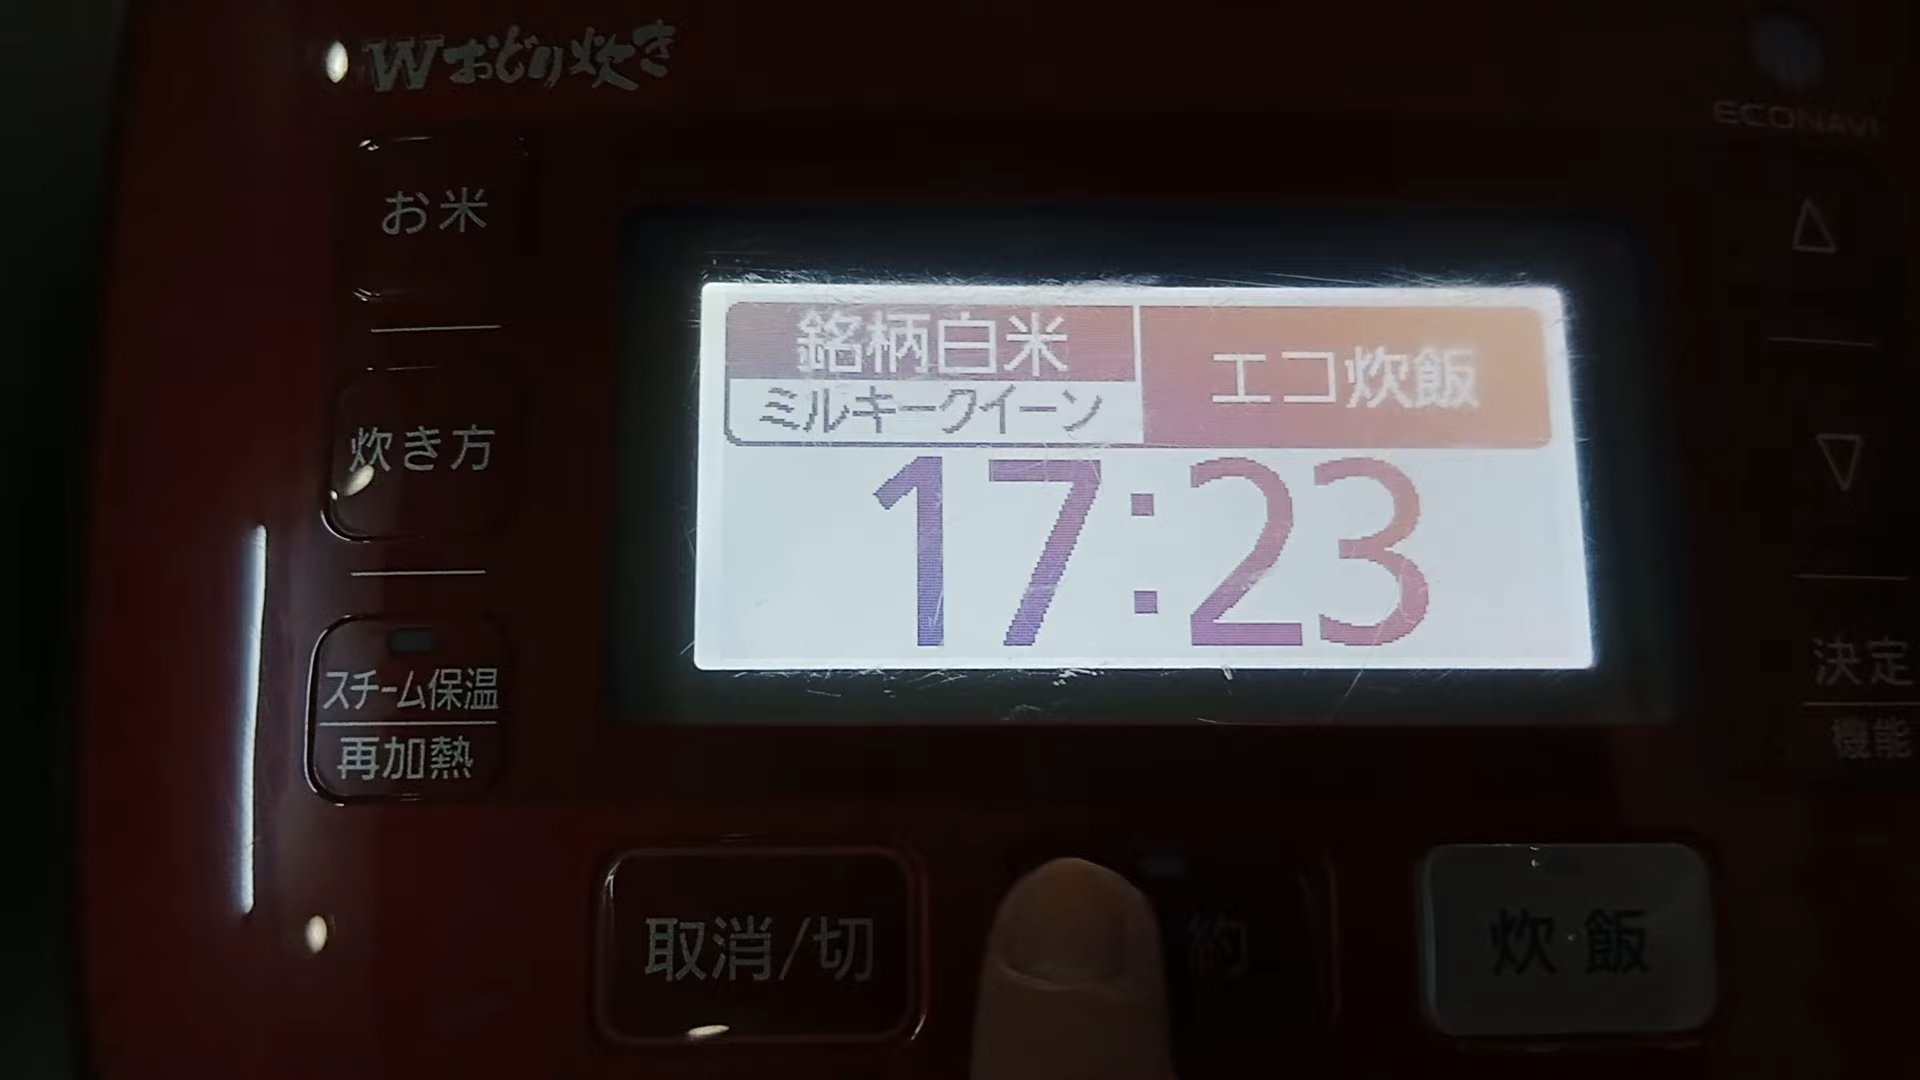 Wおどり炊き
ECONAVI
お米
炊き方
スチーム保温
再加熱
銘柄白米
ミルキークイーン
エコ炊飯
17:23
△
▽
決定
機能
取消/切
約
炊飯